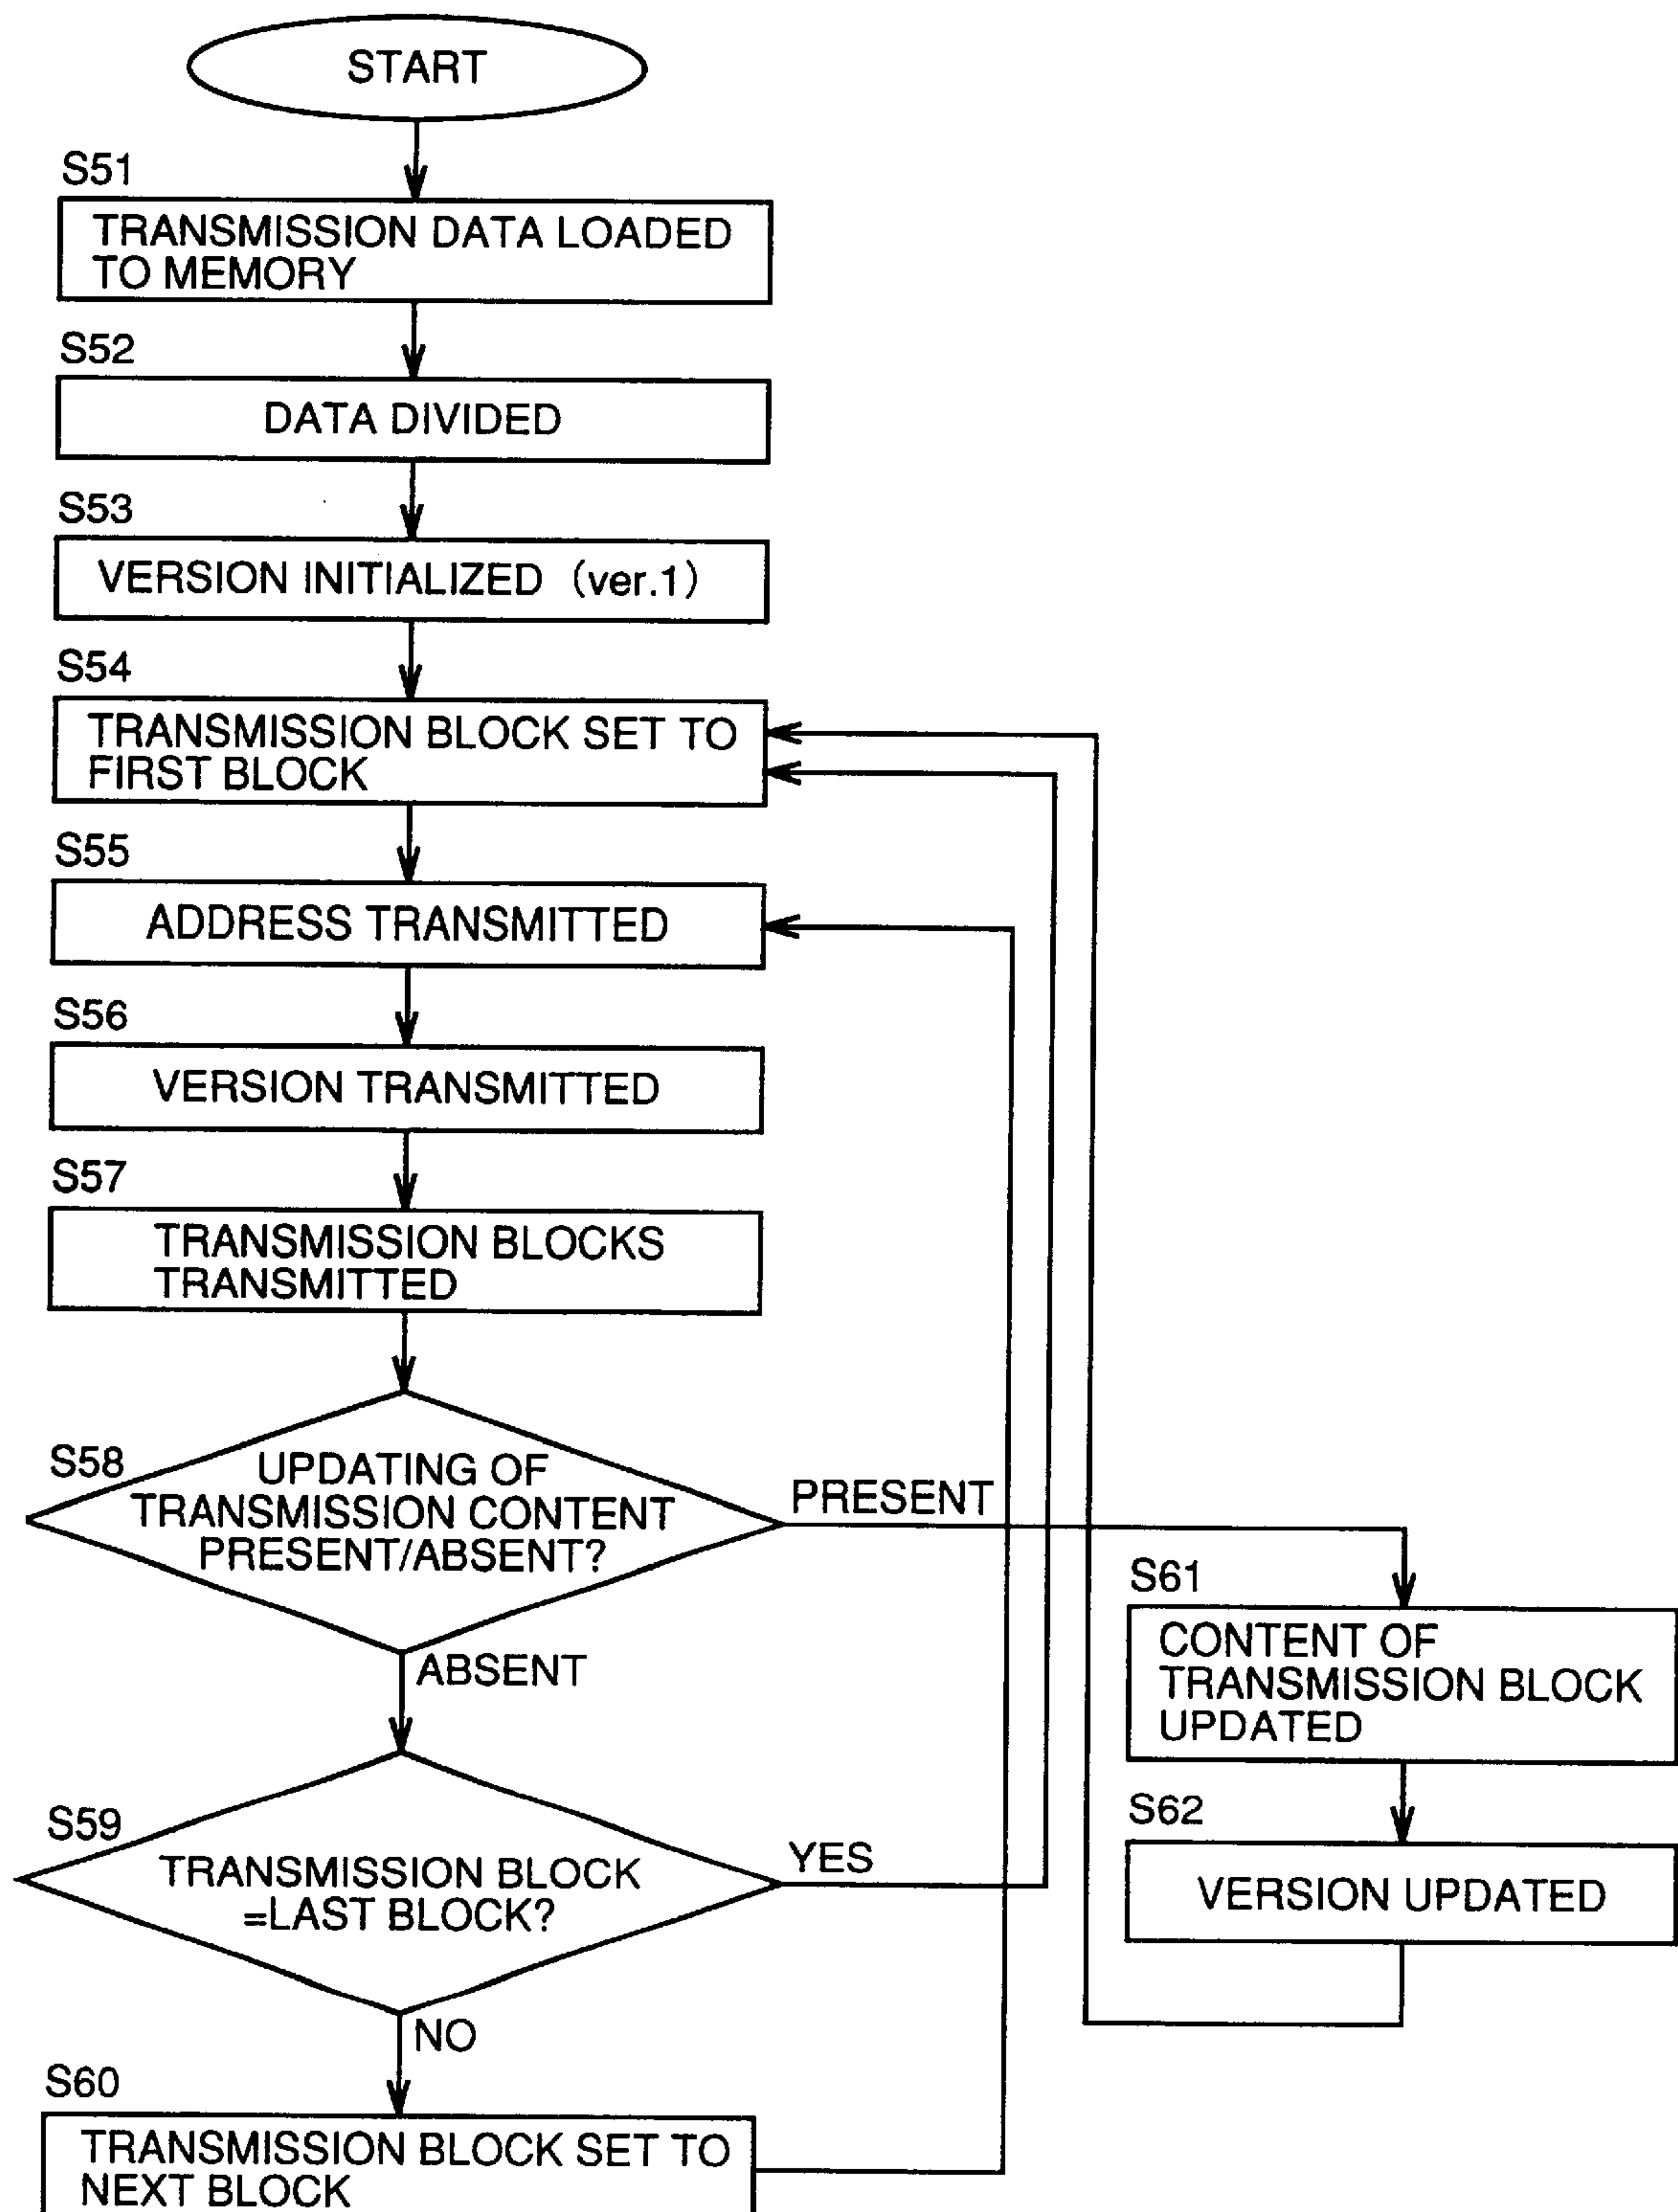 START
S51
TRANSMISSION DATA LOADED
TO MEMORY
S52
DATA DIVIDED
S53
VERSION INITIALIZED (ver.1)
S54
TRANSMISSION BLOCK SET TO
FIRST BLOCK
S55
ADDRESS TRANSMITTED
S56
VERSION TRANSMITTED
S57
TRANSMISSION BLOCKS
TRANSMITTED
S58
UPDATING OF
TRANSMISSION CONTENT
PRESENT/ABSENT?
PRESENT
ABSENT
S59
TRANSMISSION BLOCK
=LAST BLOCK?
YES
NO
S60
TRANSMISSION BLOCK SET TO
NEXT BLOCK
S61
CONTENT OF
TRANSMISSION BLOCK
UPDATED
S62
VERSION UPDATED